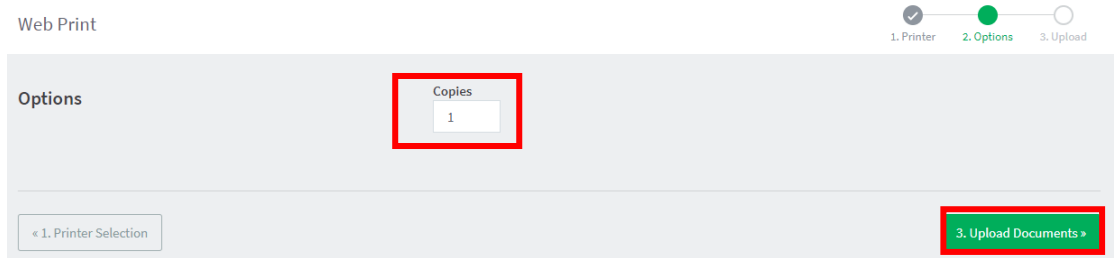 Web Print
1. Printer
2. Options
3. Upload
Options
Copies
1
« 1. Printer Selection
3. Upload Documents »